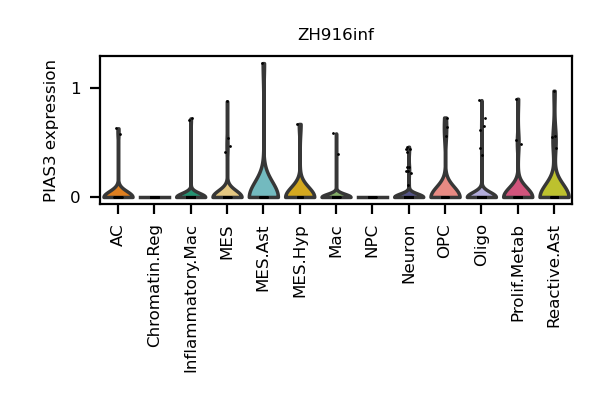 ZH916inf
PIAS3 expression
1
0
AC
Chromatin.Reg
Inflammatory.Mac
MES
MES.Ast
MES.Hyp
Mac
NPC
Neuron
OPC
Oligo
Prolif.Metab
Reactive.Ast